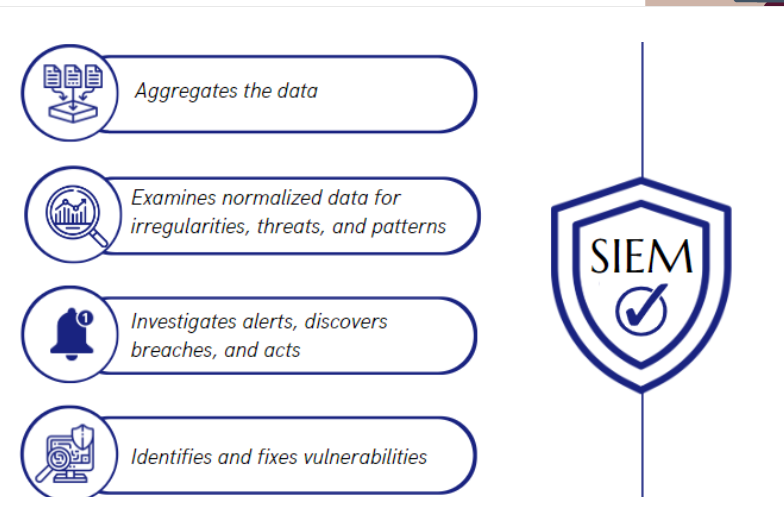 Aggregates the data
Examines normalized data for
irregularities, threats, and patterns
1
Investigates alerts, discovers
breaches, and acts
Identifies and fixes vulnerabilities
SIEM